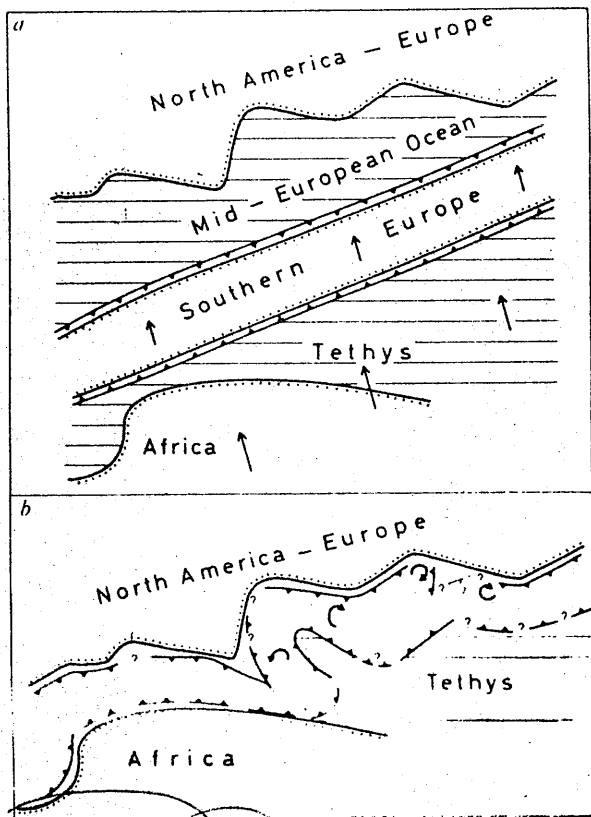 a
North America – Europe
Mid – European Ocean
Southern Europe
Tethys
Africa
b
North America – Europe
?
?
?
?
?
?
?
?
?
Tethys
Africa